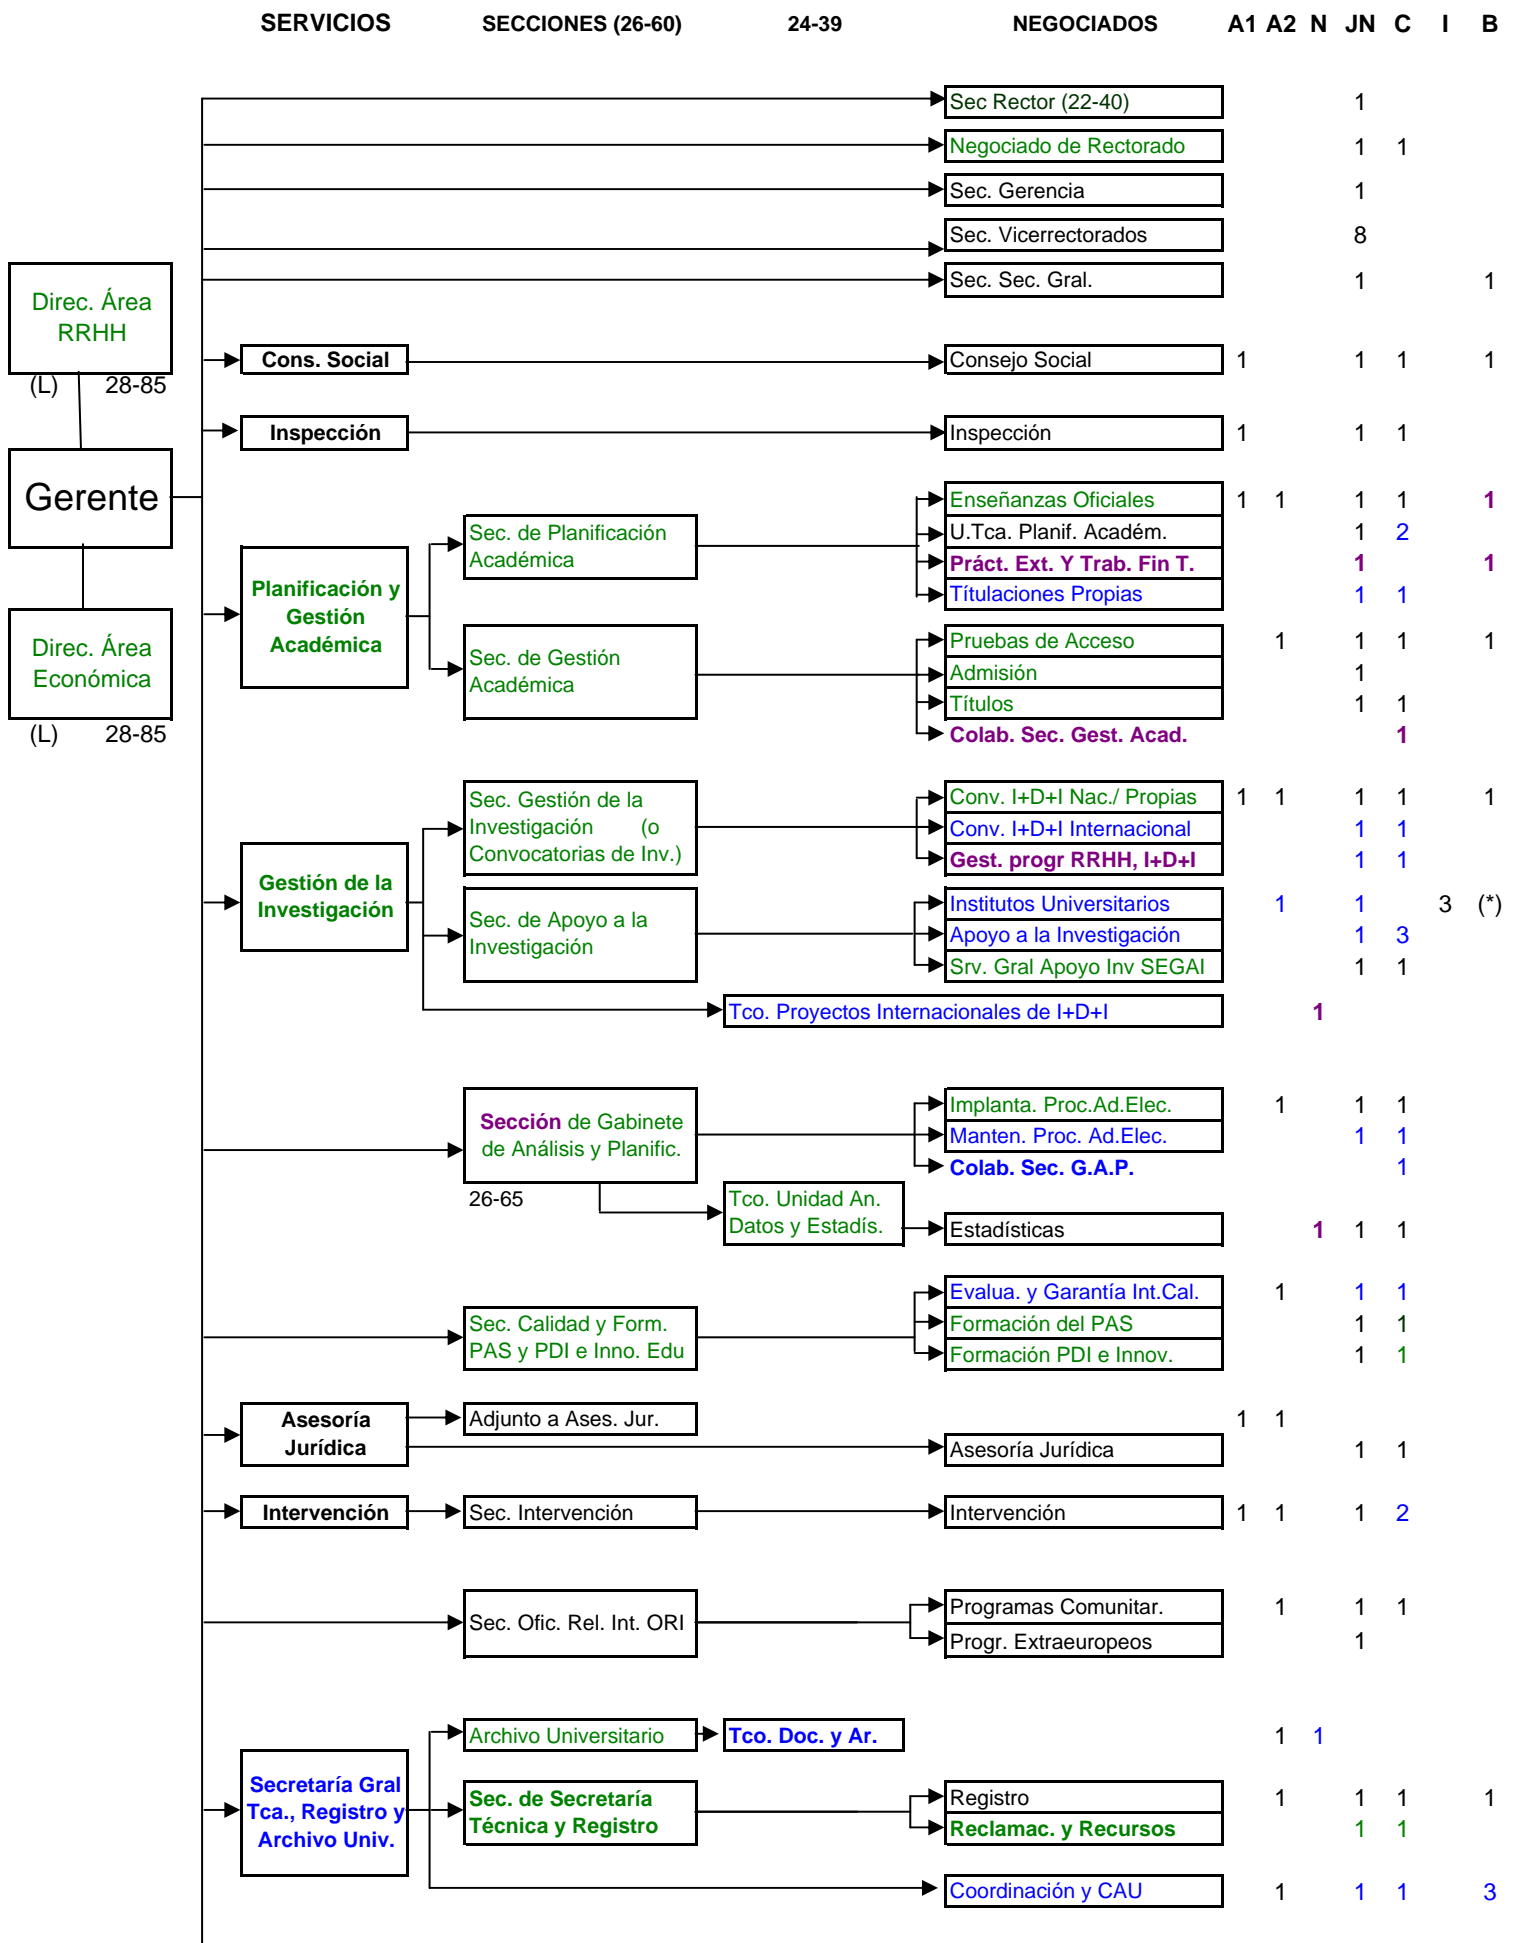 SERVICIOS SECCIONES (26-60) 24-39 NEGOCIADOS A1 A2 N JN C I B
Sec Rector (22-40) 1
Negociado de Rectorado 1 1
Sec. Gerencia 1
Sec. Vicerrectorados 8
Sec. Sec. Gral. 1 1
Direc. Área
RRHH
(L) 28-85
Cons. Social Consejo Social 1 1 1 1
Inspección Inspección 1 1 1
Gerente
Direc. Área
Económica
(L) 28-85
Planificación y
Gestión
Académica
Sec. de Planificación
Académica
Enseñanzas Oficiales 1 1 1 1 1
U.Tca. Planif. Académ. 1 2
Práct. Ext. Y Trab. Fin T. 1 1
Títulaciones Propias 1 1
Sec. de Gestión
Académica
Pruebas de Acceso 1 1 1 1
Admisión 1
Títulos 1 1
Colab. Sec. Gest. Acad. 1
Gestión de la
Investigación
Sec. Gestión de la
Investigación (o
Convocatorias de Inv.)
Conv. I+D+I Nac./ Propias 1 1 1 1 1
Conv. I+D+I Internacional 1 1
Gest. progr RRHH, I+D+I 1 1
Sec. de Apoyo a la
Investigación
Institutos Universitarios 1 1 3 (*)
Apoyo a la Investigación 1 3
Srv. Gral Apoyo Inv SEGAI 1 1
Tco. Proyectos Internacionales de I+D+I 1
Sección de Gabinete
de Análisis y Planific.
26-65
Implanta. Proc.Ad.Elec. 1 1 1
Manten. Proc. Ad.Elec. 1 1
Colab. Sec. G.A.P. 1
Tco. Unidad An.
Datos y Estadís.
Estadísticas 1 1 1
Sec. Calidad y Form.
PAS y PDI e Inno. Edu
Evalua. y Garantía Int.Cal. 1 1 1
Formación del PAS 1 1
Formación PDI e Innov. 1 1
Asesoría
Jurídica
Adjunto a Ases. Jur. 1 1
Asesoría Jurídica 1 1
Intervención Sec. Intervención Intervención 1 1 1 2
Sec. Ofic. Rel. Int. ORI
Programas Comunitar. 1 1 1
Progr. Extraeuropeos 1
Secretaría Gral
Tca., Registro y
Archivo Univ.
Archivo Universitario Tco. Doc. y Ar. 1 1
Sec. de Secretaría
Técnica y Registro
Registro 1 1 1 1
Reclamac. y Recursos 1 1
Coordinación y CAU 1 1 1 3